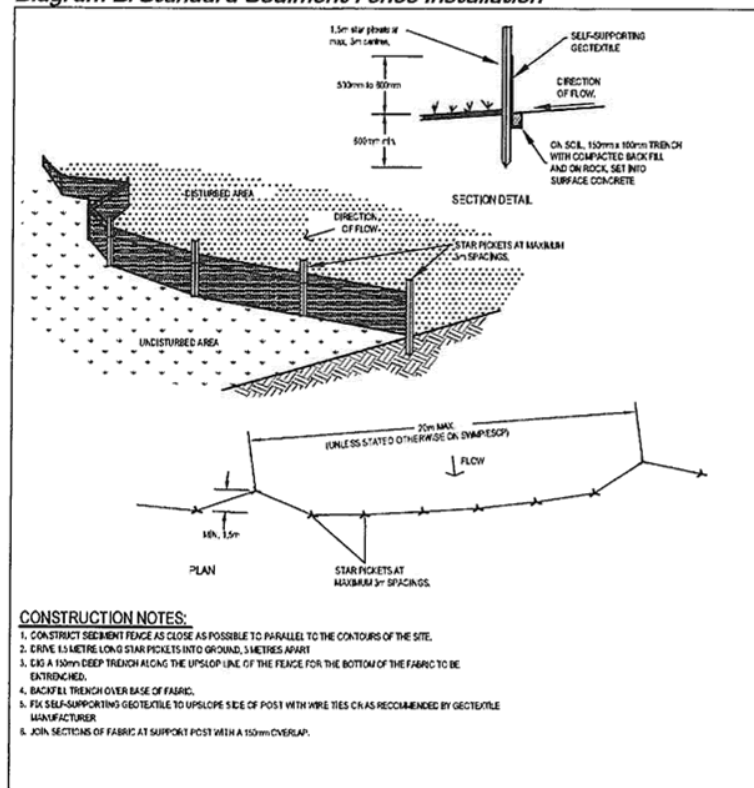 Diagram B: Standard Sediment Fence Installation
1.5m star pickets at
max. 3m centres.
SELF-SUPPORTING
GEOTEXTILE
500mm to 600mm
DIRECTION
OF FLOW.
600mm min.
ON SOIL, 150mm x 100mm TRENCH
WITH COMPACTED BACKFILL
AND ON ROCK, SET INTO
SURFACE CONCRETE
SECTION DETAIL
DISTURBED AREA
DIRECTION
OF FLOW.
STAR PICKETS AT MAXIMUM
3m SPACINGS.
UNDISTURBED AREA
20m MAX.
(UNLESS STATED OTHERWISE ON SWMP/ESCP)
FLOW
MIN. 1.5m
PLAN
STAR PICKETS AT
MAXIMUM 3m SPACINGS.
CONSTRUCTION NOTES:
1. CONSTRUCT SEDIMENT FENCE AS CLOSE AS POSSIBLE TO PARALLEL TO THE CONTOURS OF THE SITE.
2. DRIVE 1.5 METRE LONG STAR PICKETS INTO GROUND, 3 METRES APART
3. DIG A 150mm DEEP TRENCH ALONG THE UPSLOP LINE OF THE FENCE FOR THE BOTTOM OF THE FABRIC TO BE
ENTRENCHED.
4. BACKFILL TRENCH OVER BASE OF FABRIC.
5. FIX SELF-SUPPORTING GEOTEXTILE TO UPSLOPE SIDE OF POST WITH WIRE TIES OR AS RECOMMENDED BY GEOTEXTILE
MANUFACTURER
6. JOIN SECTIONS OF FABRIC AT SUPPORT POST WITH A 150mm OVERLAP.